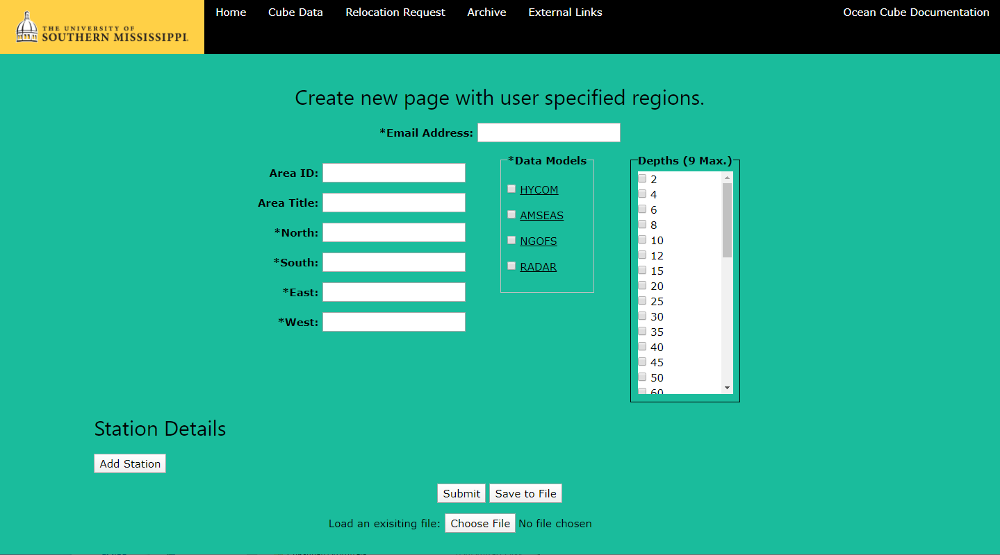 THE UNIVERSITY OF
SOUTHERN MISSISSIPPI.
Home Cube Data Relocation Request Archive External Links Ocean Cube Documentation
Create new page with user specified regions.
*Email Address:
Area ID:
Area Title:
*North:
*South:
*East:
*West:
*Data Models
HYCOM
AMSEAS
NGOFS
RADAR
Depths (9 Max.)
2
4
6
8
10
12
15
20
25
30
35
40
45
50
60
Station Details
Add Station
Submit Save to File
Load an exisiting file: Choose File No file chosen